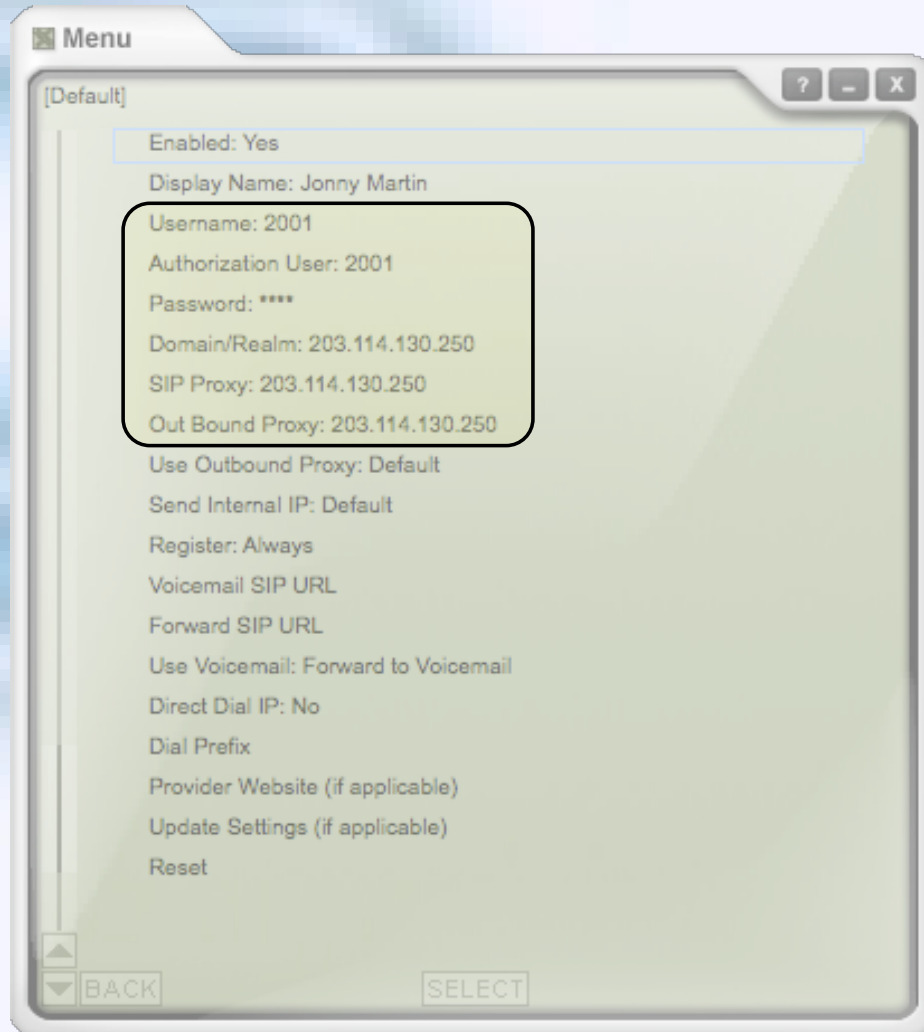 Menu
? – X
[Default]
Enabled: Yes
Display Name: Jonny Martin
Username: 2001
Authorization User: 2001
Password: ****
Domain/Realm: 203.114.130.250
SIP Proxy: 203.114.130.250
Out Bound Proxy: 203.114.130.250
Use Outbound Proxy: Default
Send Internal IP: Default
Register: Always
Voicemail SIP URL
Forward SIP URL
Use Voicemail: Forward to Voicemail
Direct Dial IP: No
Dial Prefix
Provider Website (if applicable)
Update Settings (if applicable)
Reset
BACK SELECT